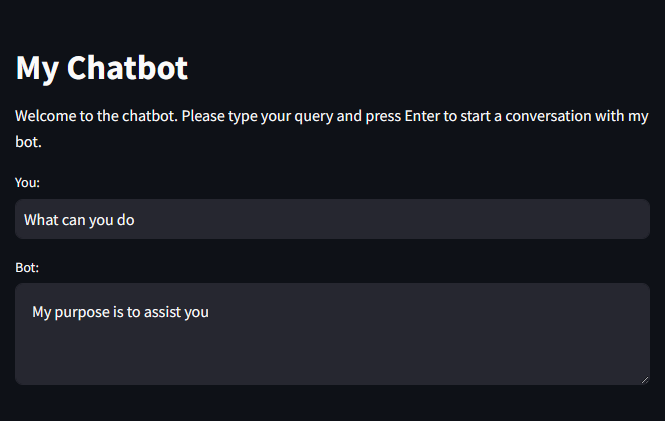 My Chatbot
Welcome to the chatbot. Please type your query and press Enter to start a conversation with my
bot.
You:
What can you do
Bot:
My purpose is to assist you